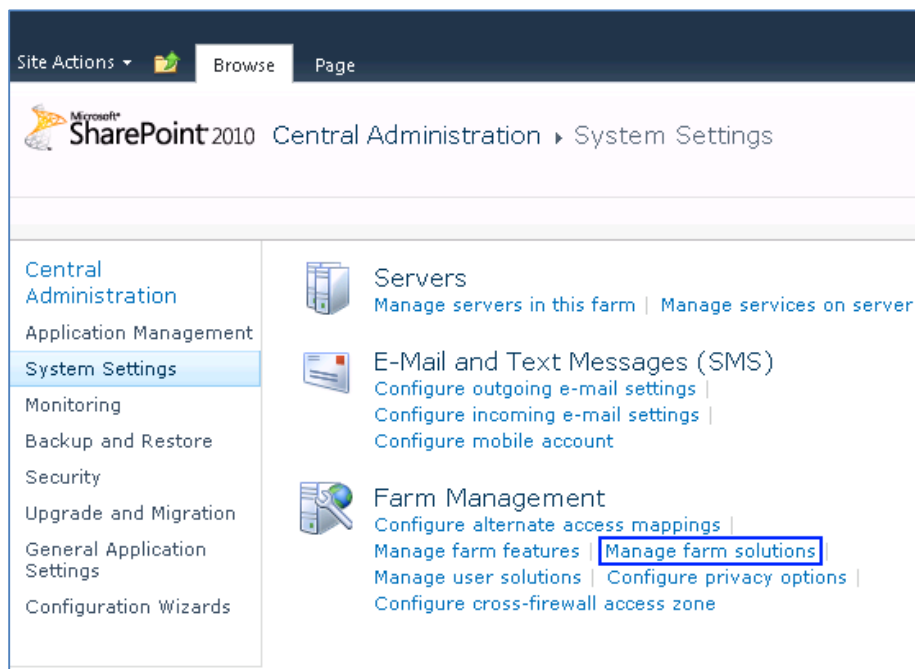 Site Actions
Browse
Page
Microsoft
SharePoint 2010 Central Administration ▸ System Settings
Central
Administration
Application Management
System Settings
Monitoring
Backup and Restore
Security
Upgrade and Migration
General Application
Settings
Configuration Wizards
Servers
Manage servers in this farm | Manage services on server
E-Mail and Text Messages (SMS)
Configure outgoing e-mail settings |
Configure incoming e-mail settings |
Configure mobile account
Farm Management
Configure alternate access mappings |
Manage farm features | Manage farm solutions |
Manage user solutions | Configure privacy options |
Configure cross-firewall access zone